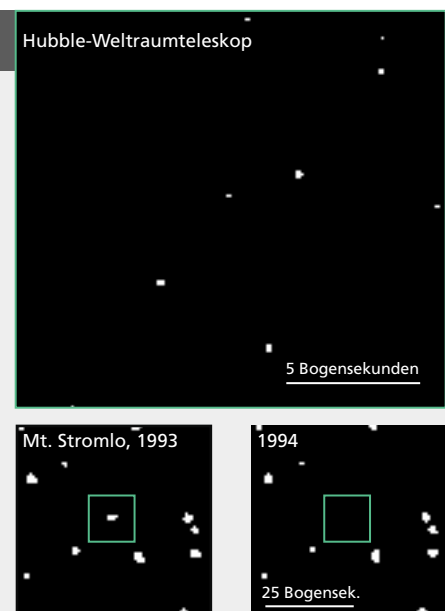 Hubble-Weltraumteleskop
5 Bogensekunden
Mt. Stromlo, 1993
1994
25 Bogensek.